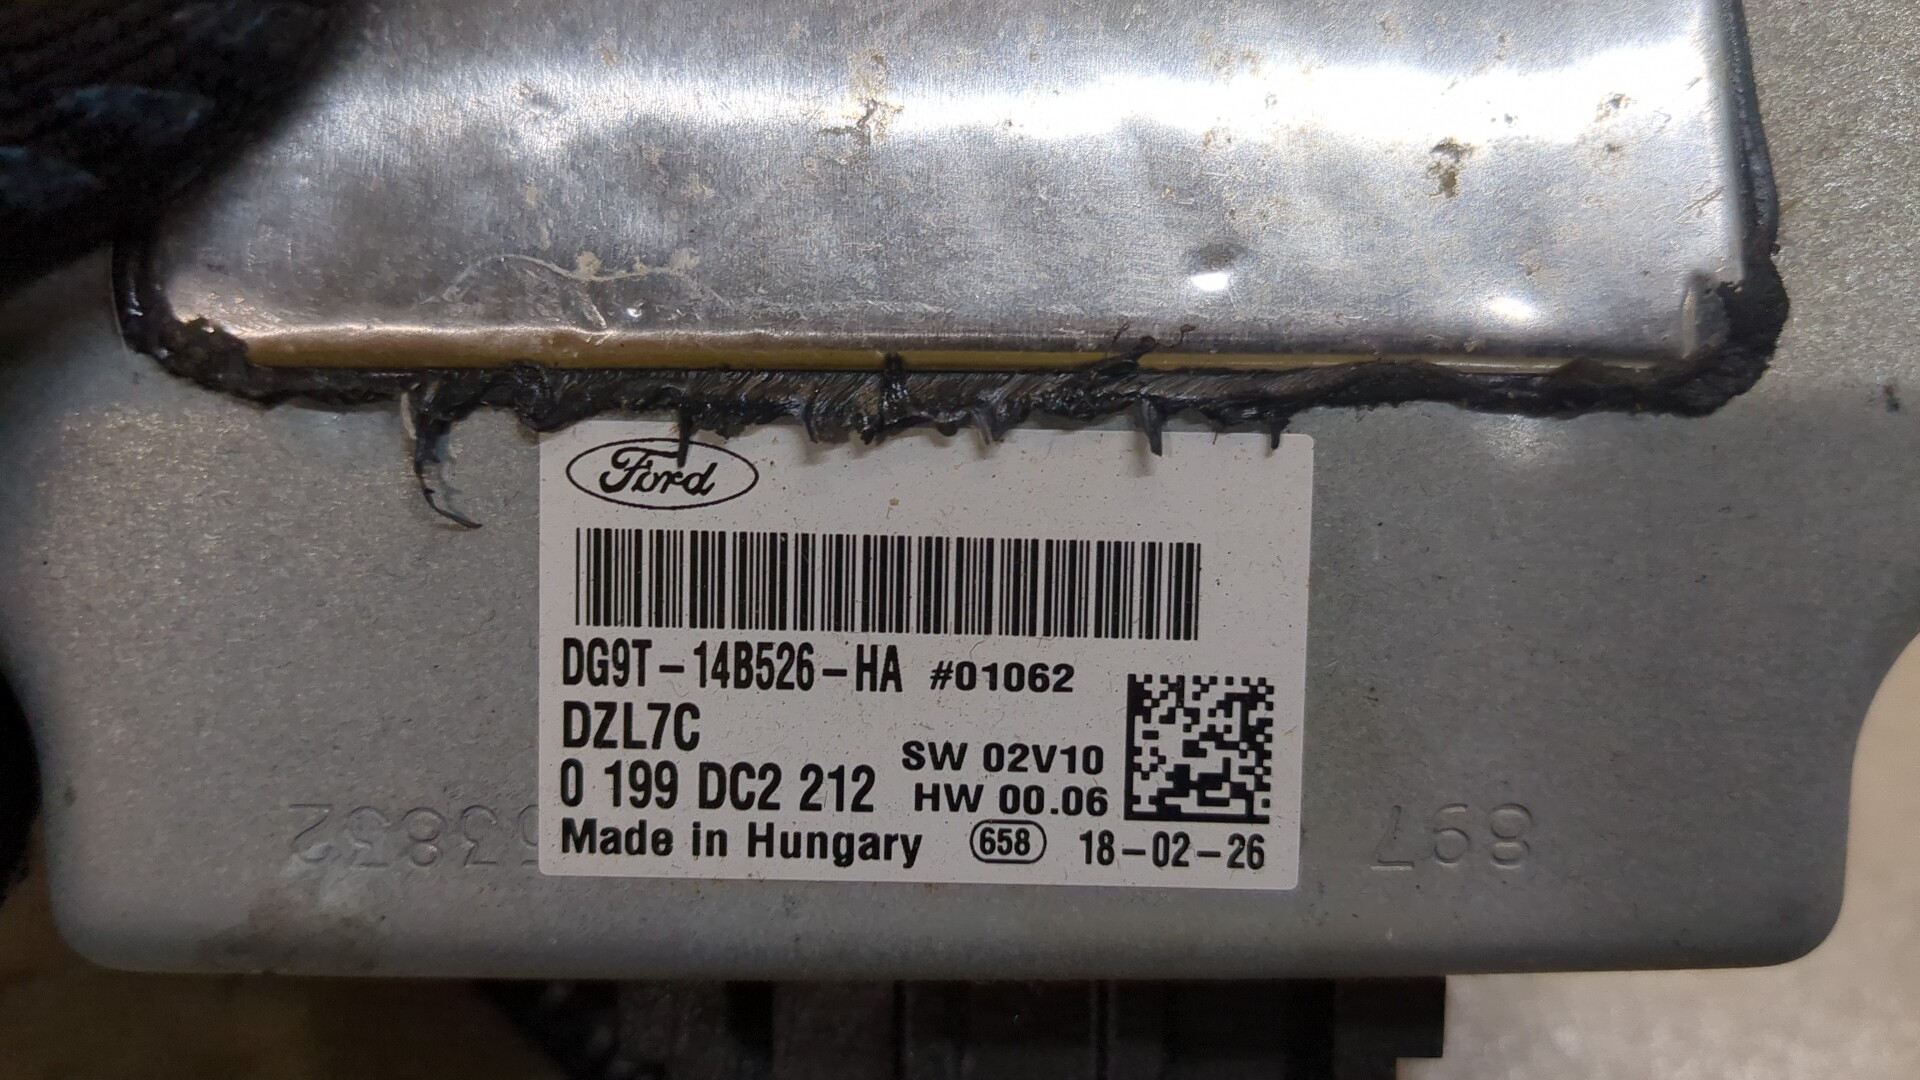 Ford
DG9T-14B526-HA #01062
DZL7C
SW 02V10
0 199 DC2 212
HW 00.06
Made in Hungary 658 18-02-26
897